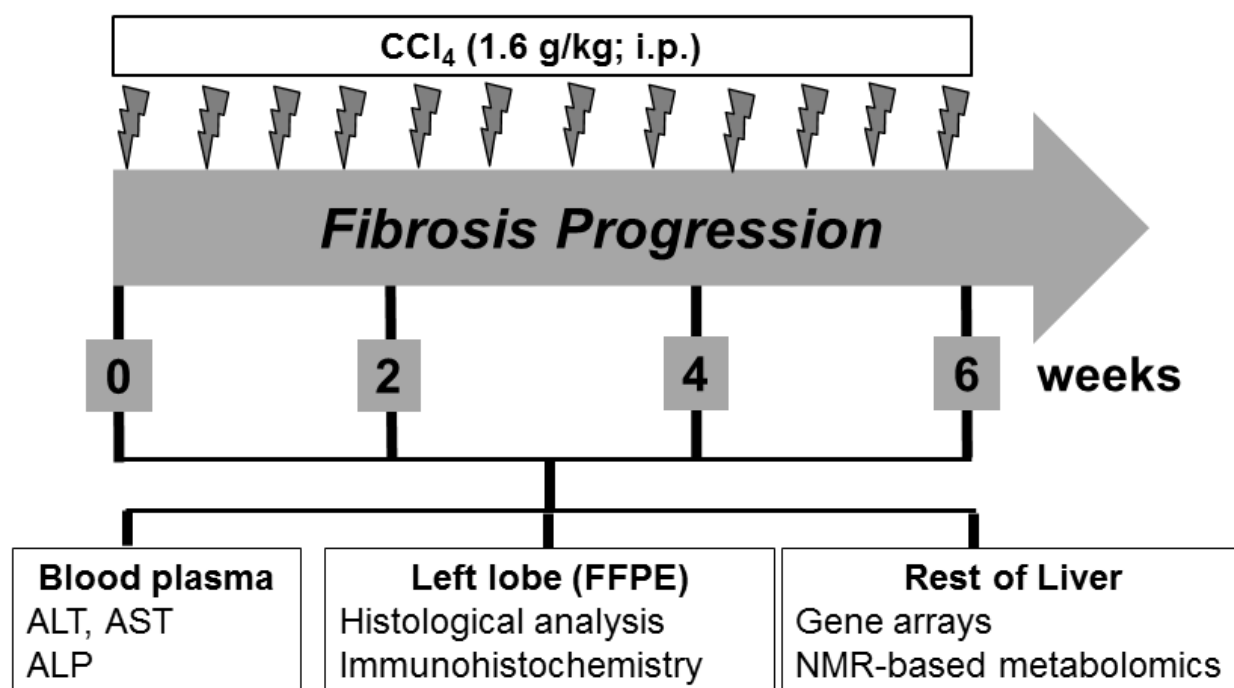 CCl₄ (1.6 g/kg; i.p.)
Fibrosis Progression
0 2 4 6 weeks
Blood plasma
ALT, AST
ALP
Left lobe (FFPE)
Histological analysis
Immunohistochemistry
Rest of Liver
Gene arrays
NMR-based metabolomics